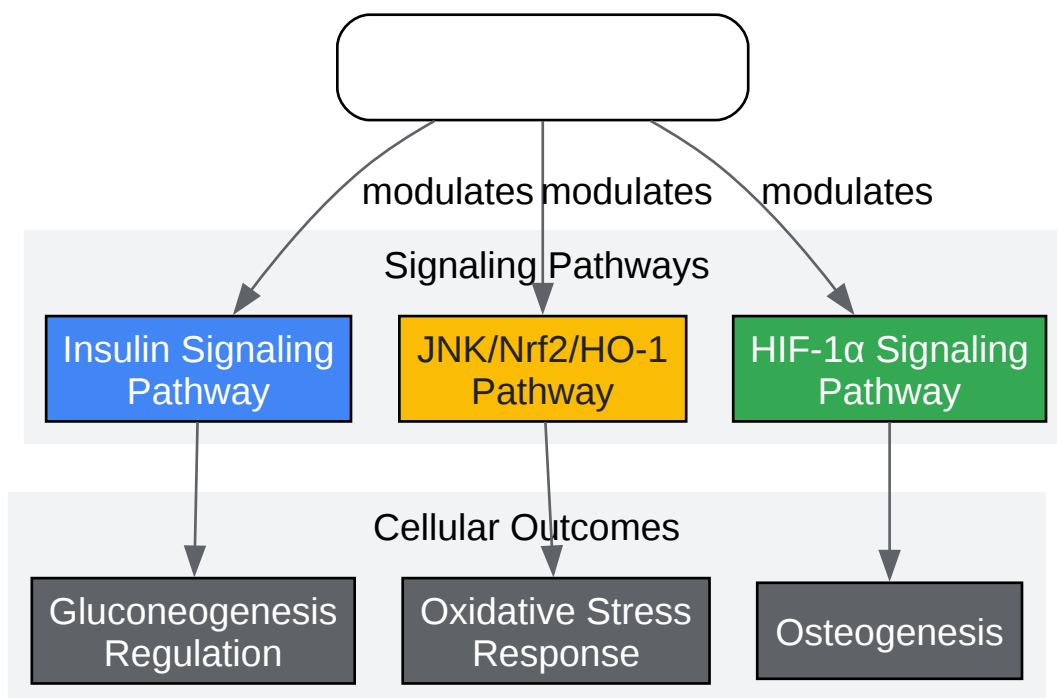 modulates modulates modulates
Signaling Pathways
Insulin Signaling
Pathway
JNK/Nrf2/HO-1
Pathway
HIF-1α Signaling
Pathway
Cellular Outcomes
Gluconeogenesis
Regulation
Oxidative Stress
Response
Osteogenesis